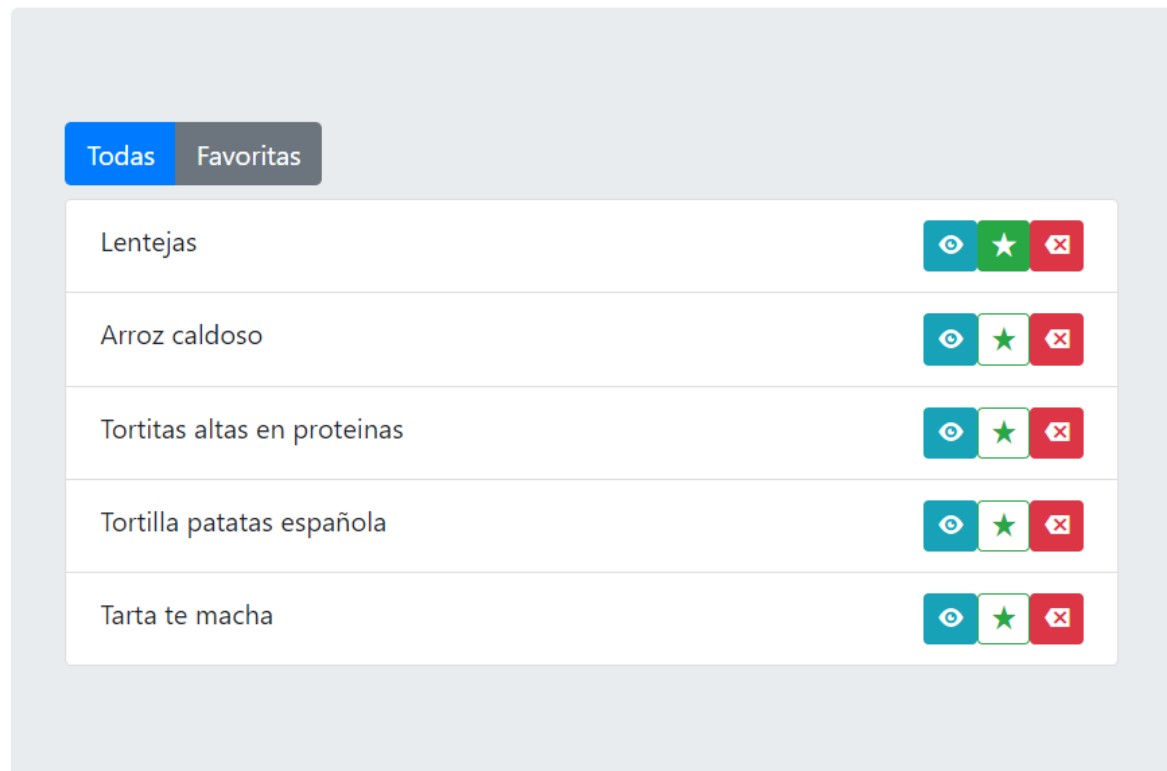 Todas Favoritas
Lentejas
Arroz caldoso
Tortitas altas en proteinas
Tortilla patatas española
Tarta te macha